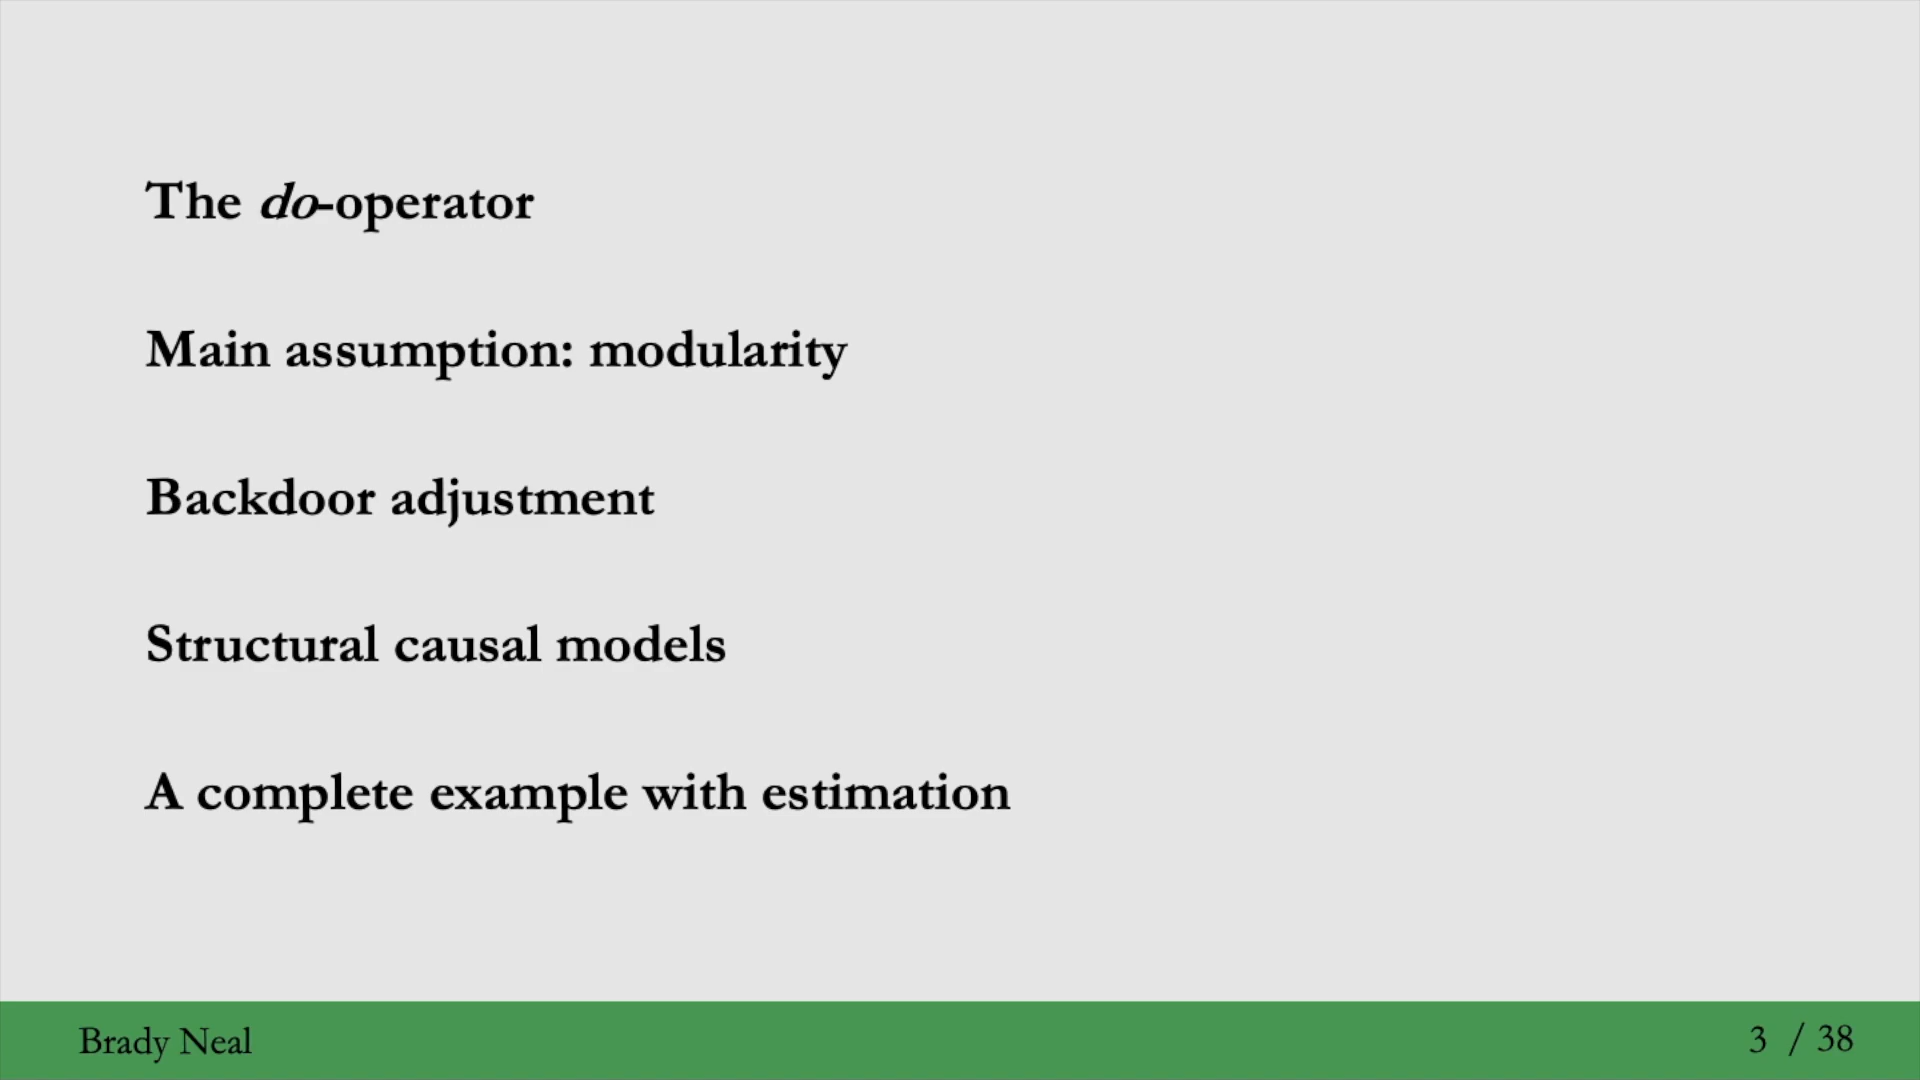 The do-operator
Main assumption: modularity
Backdoor adjustment
Structural causal models
A complete example with estimation
Brady Neal
3 / 38